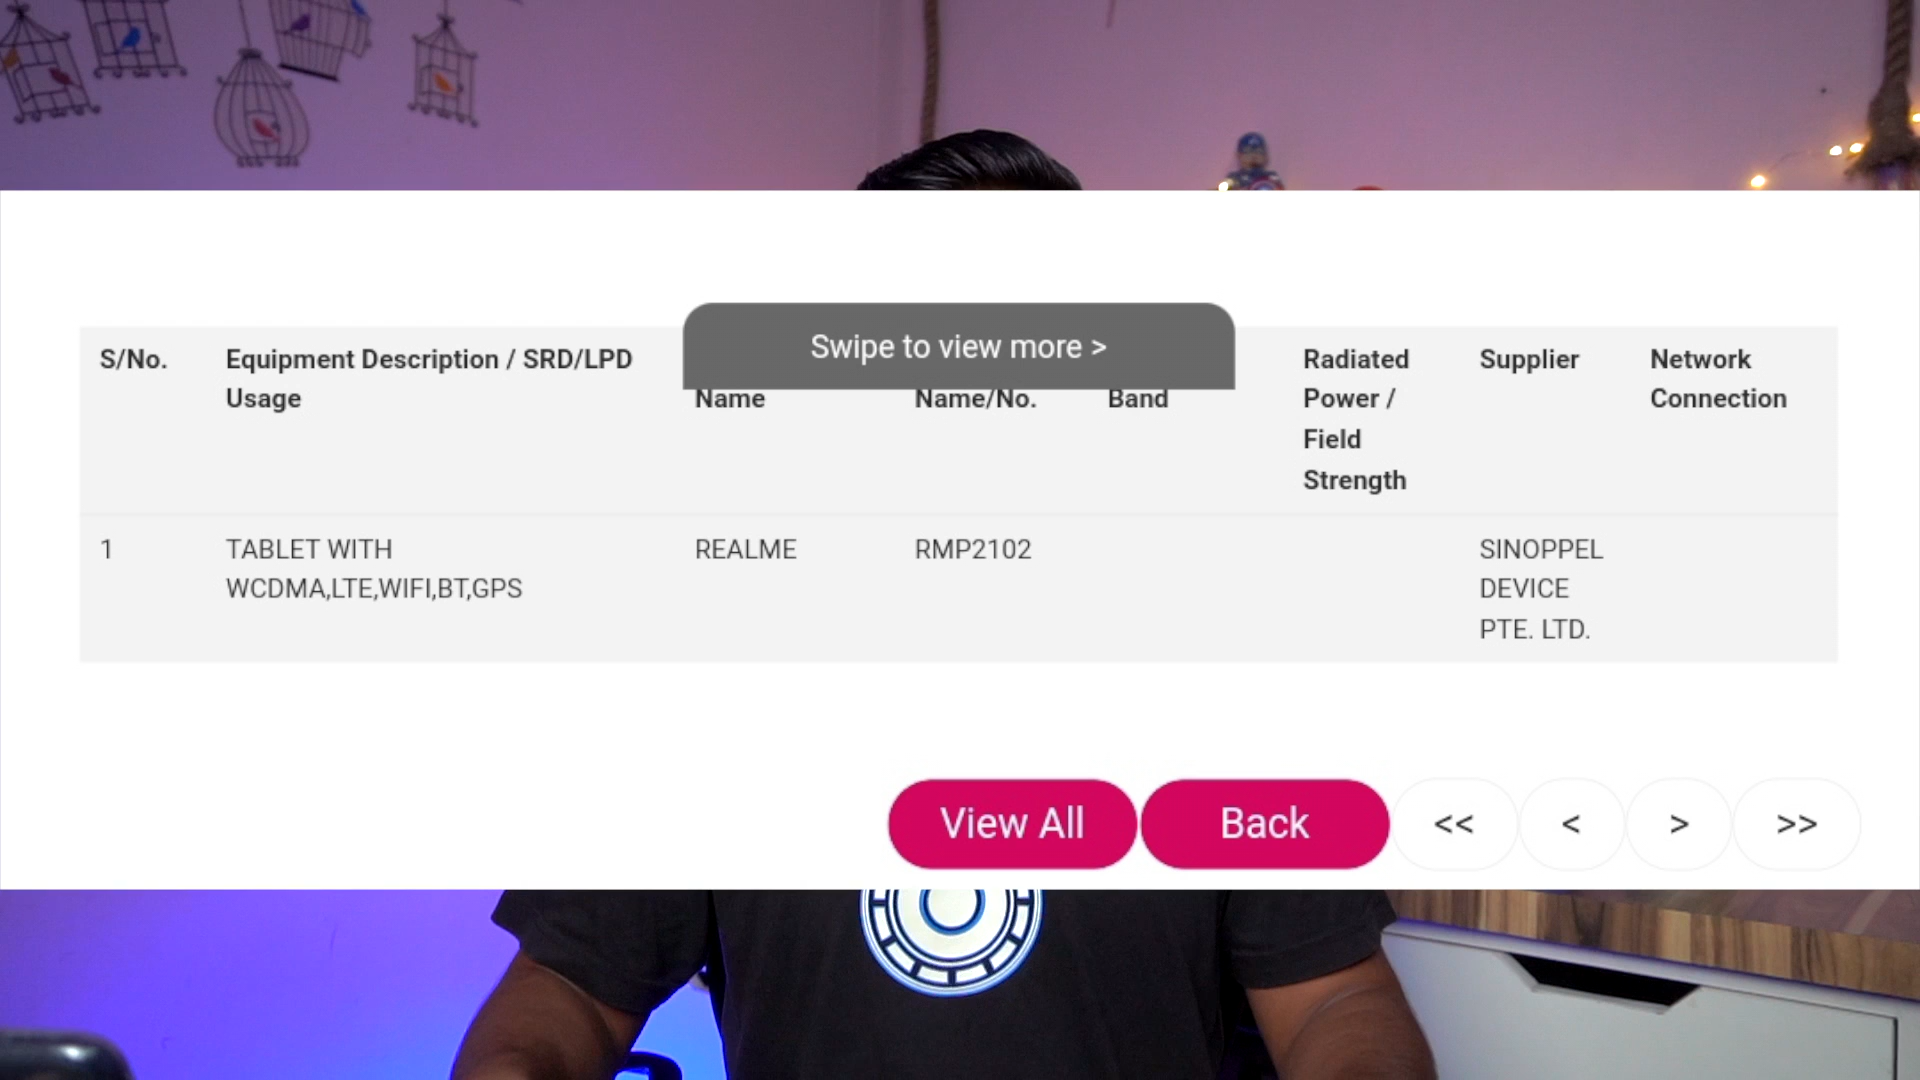 Swipe to view more >
S/No. Equipment Description / SRD/LPD Radiated Supplier Network
Usage Name Name/No. Band Power / Connection
Field
Strength
1 TABLET WITH REALME RMP2102 SINOPPEL
WCDMA,LTE,WIFI,BT,GPS DEVICE
PTE. LTD.
View All Back << < > >>